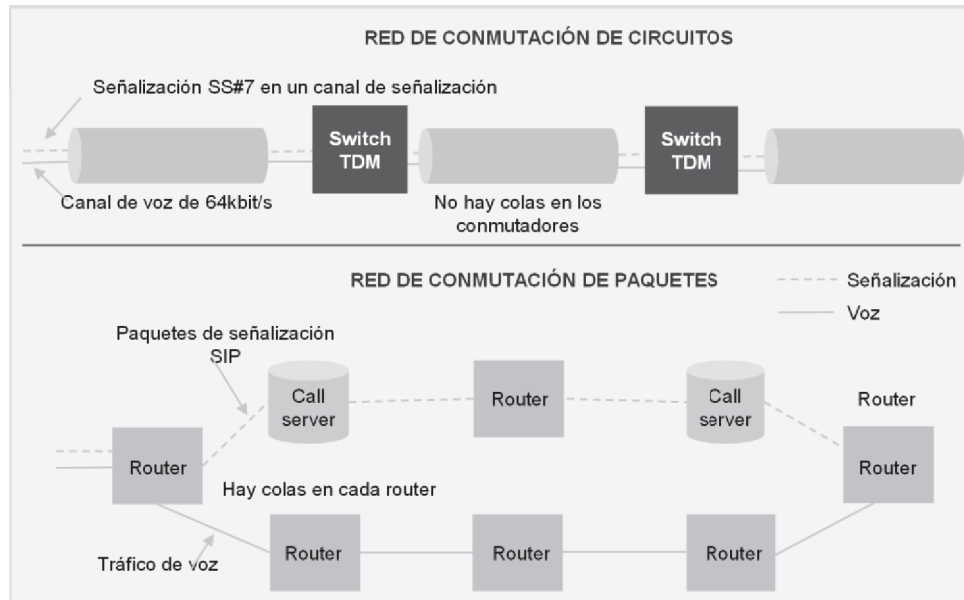 RED DE CONMUTACIÓN DE CIRCUITOS
Señalización SS#7 en un canal de señalización
Switch
TDM
Switch
TDM
Canal de voz de 64kbit/s
No hay colas en los
conmutadores
RED DE CONMUTACIÓN DE PAQUETES
Señalización
Voz
Paquetes de señalización
SIP
Call
server
Router
Call
server
Router
Router
Router
Hay colas en cada router
Router
Router
Router
Tráfico de voz